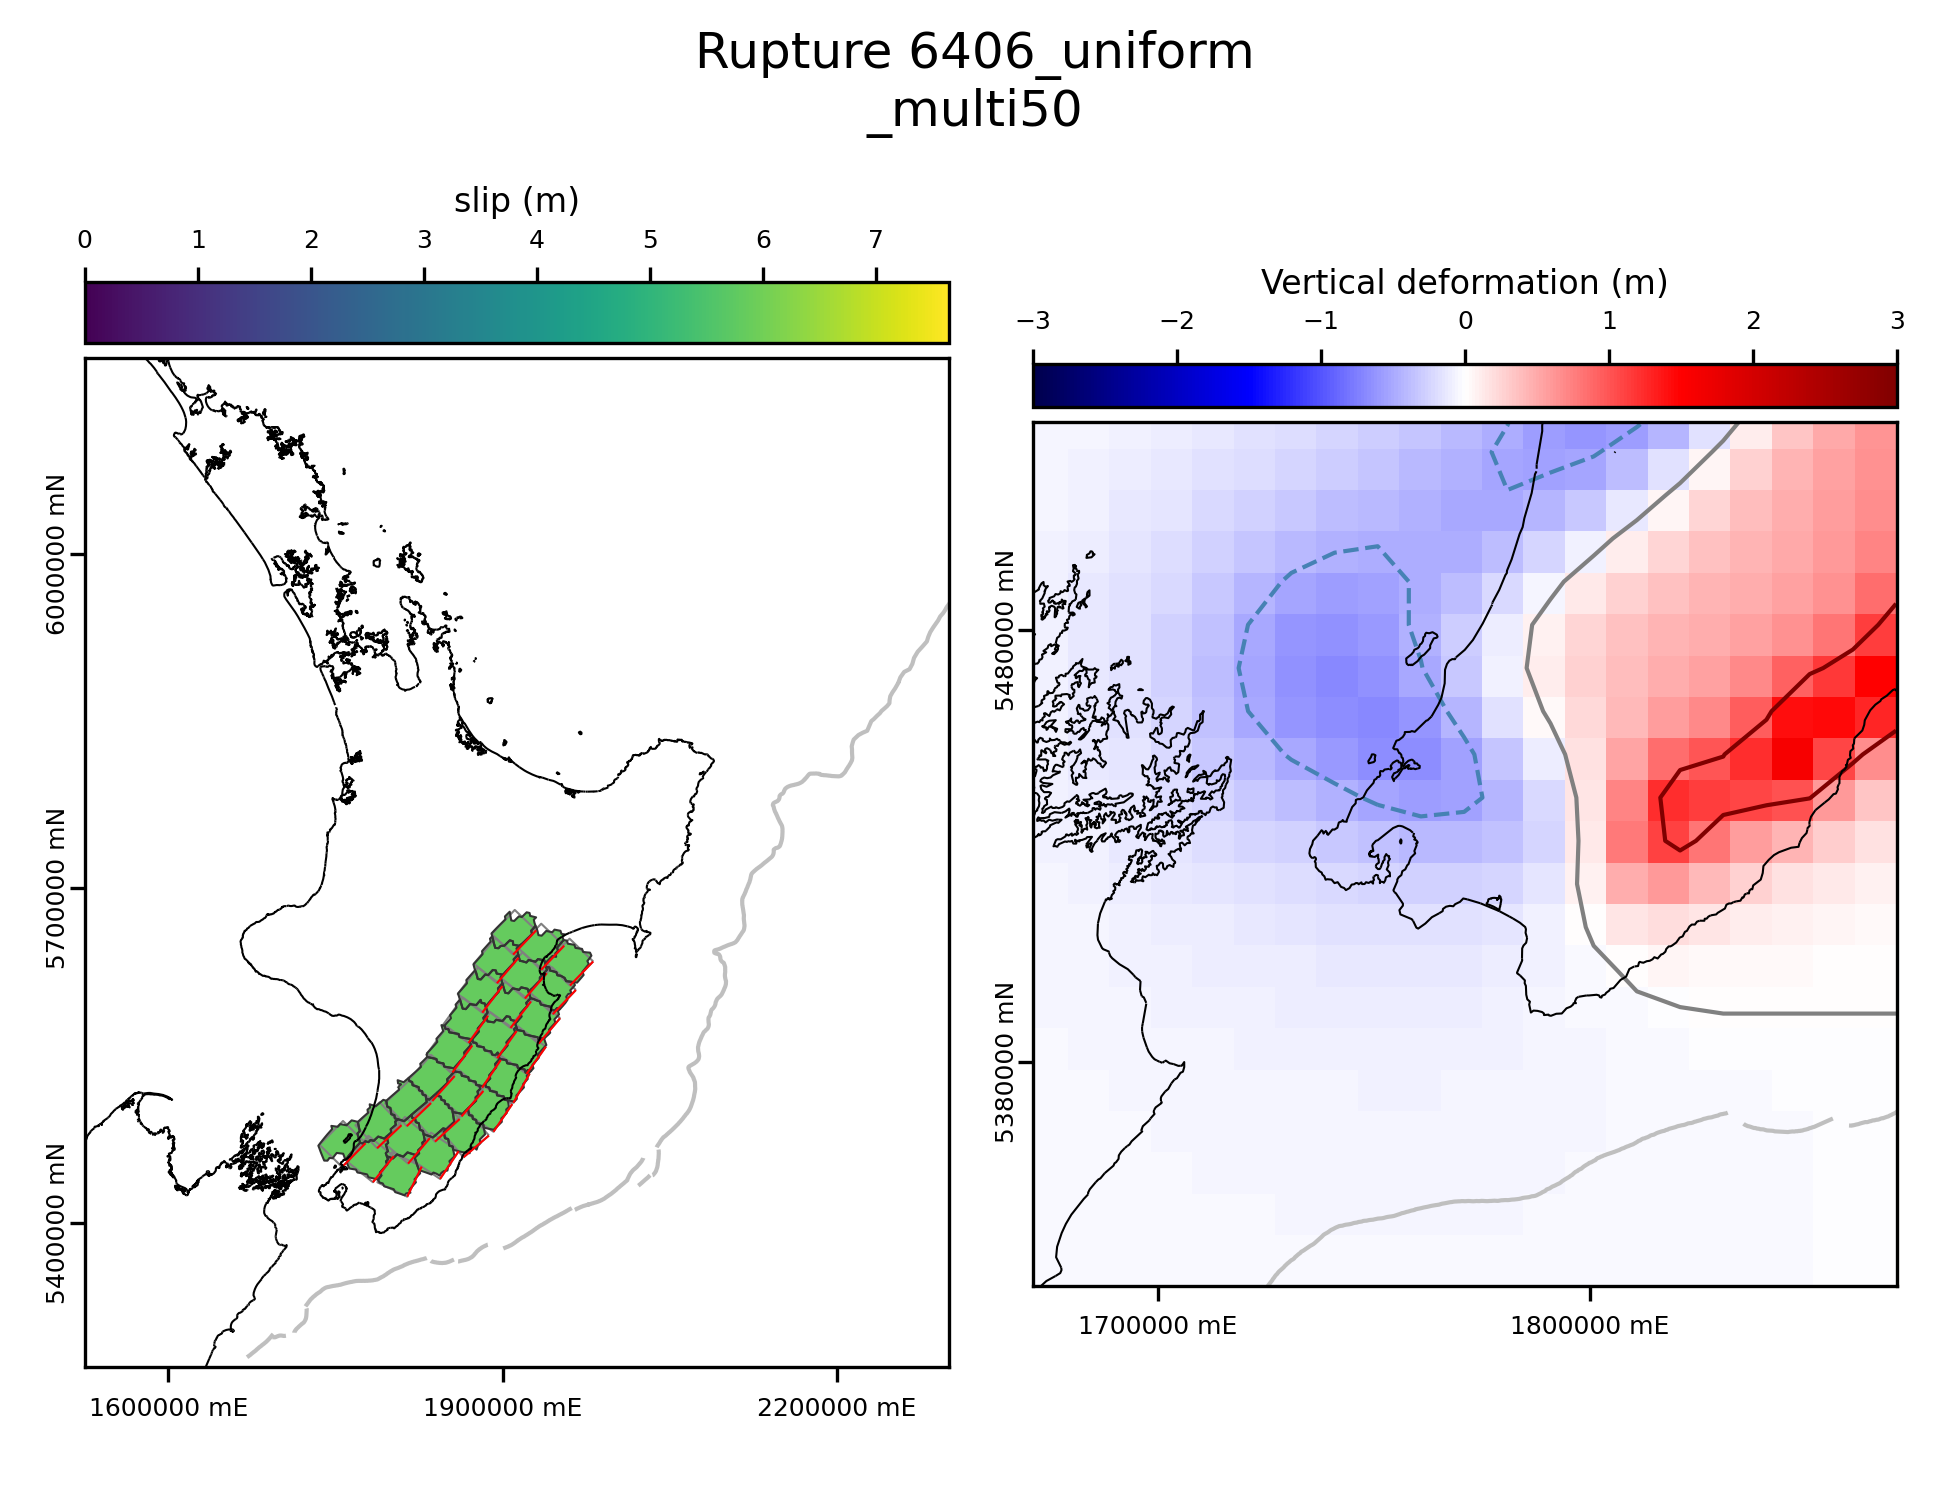 Rupture 6406_uniform
_multi50
slip (m)
0 1 2 3 4 5 6 7
6000000 mN
5700000 mN
5400000 mN
1600000 mE 1900000 mE 2200000 mE
Vertical deformation (m)
−3 −2 −1 0 1 2 3
5480000 mN
5380000 mN
1700000 mE 1800000 mE